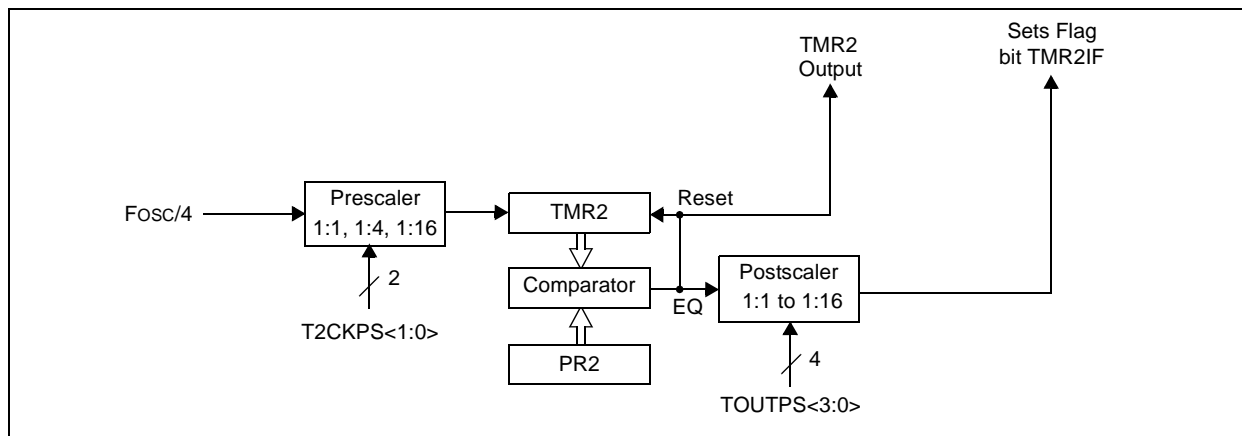 Sets Flag
bit TMR2IF
TMR2
Output
Reset
Prescaler
1:1, 1:4, 1:16
FOSC/4
TMR2
2
Comparator
EQ
Postscaler
1:1 to 1:16
T2CKPS<1:0>
PR2
4
TOUTPS<3:0>